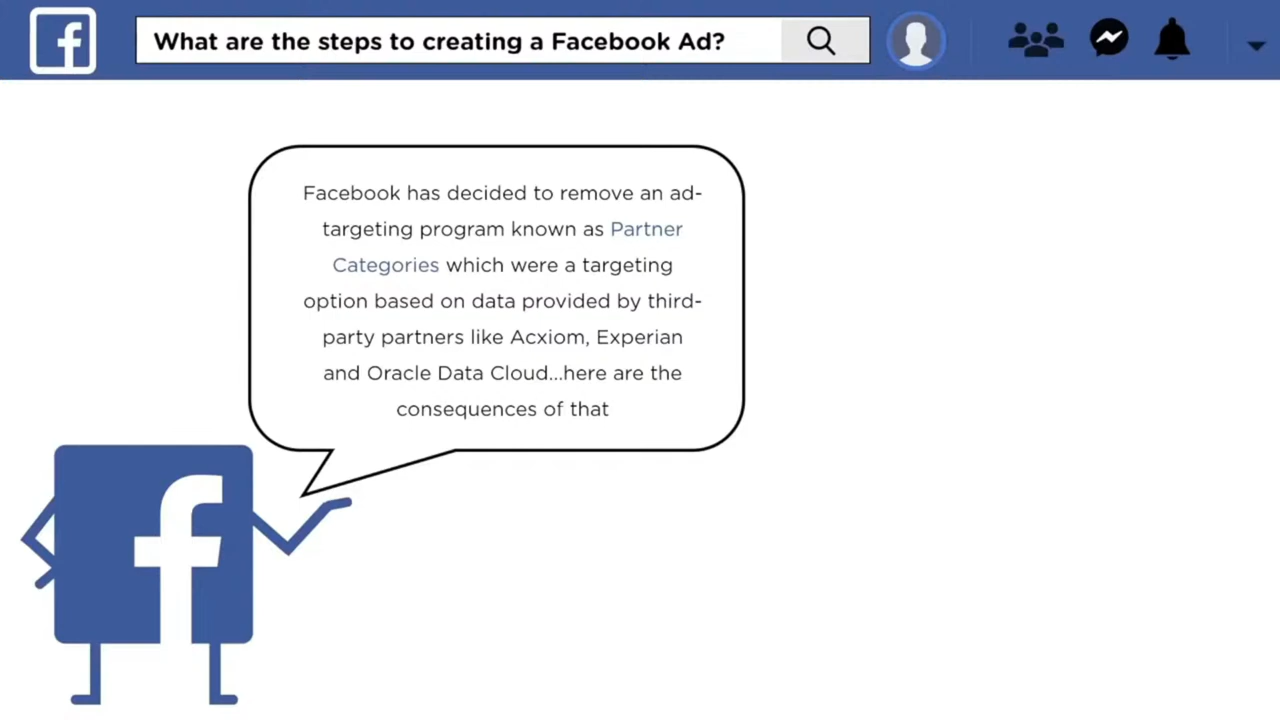 What are the steps to creating a Facebook Ad?
Facebook has decided to remove an ad-
targeting program known as Partner
Categories which were a targeting
option based on data provided by third-
party partners like Acxiom, Experian
and Oracle Data Cloud...here are the
consequences of that